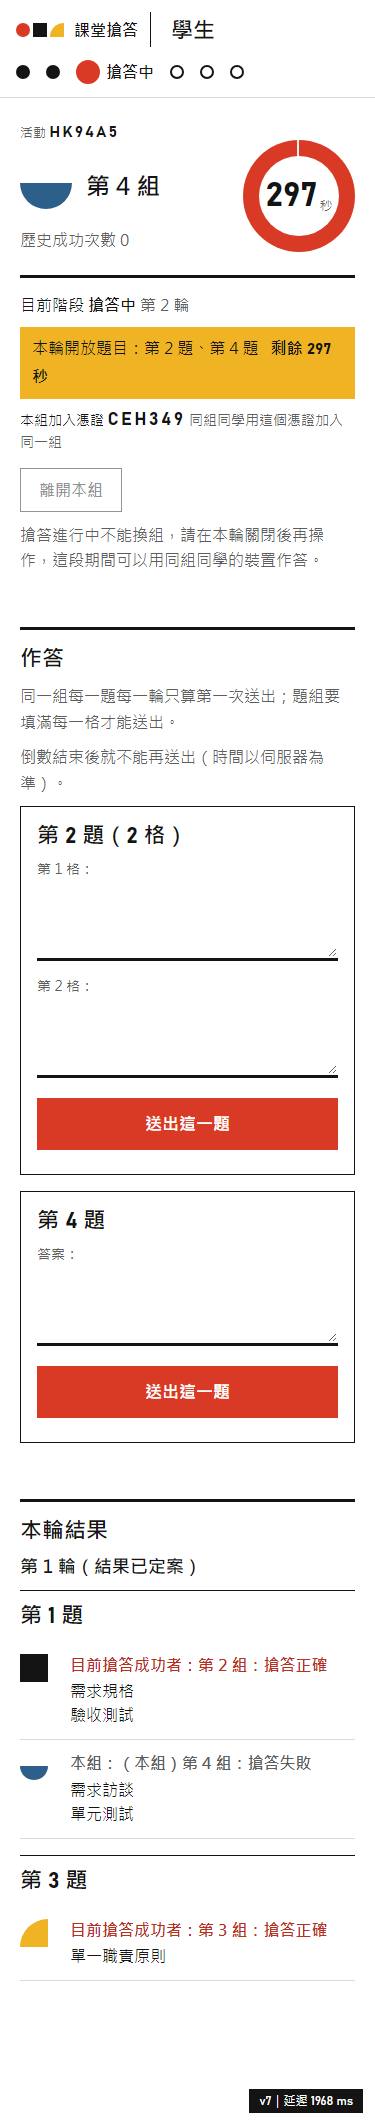 課堂搶答
學生
搶答中
活動 HK94A5
第 4 組
297 秒
歷史成功次數 0
目前階段 搶答中 第 2 輪
本輪開放題目：第 2 題、第 4 題 剩餘 297
秒
本組加入憑證 CEH349 同組同學用這個憑證加入
同一組
離開本組
搶答進行中不能換組，請在本輪關閉後再操
作，這段期間可以用同組同學的裝置作答。
作答
同一組每一題每一輪只算第一次送出；題組要
填滿每一格才能送出。
倒數結束後就不能再送出（時間以伺服器為
準）。
第 2 題（2 格）
第 1 格：
第 2 格：
送出這一題
第 4 題
答案：
送出這一題
本輪結果
第 1 輪（結果已定案）
第 1 題
目前搶答成功者：第 2 組：搶答正確
需求規格
驗收測試
本組：（本組）第 4 組：搶答失敗
需求訪談
單元測試
第 3 題
目前搶答成功者：第 3 組：搶答正確
單一職責原則
v7 | 延遲 1968 ms